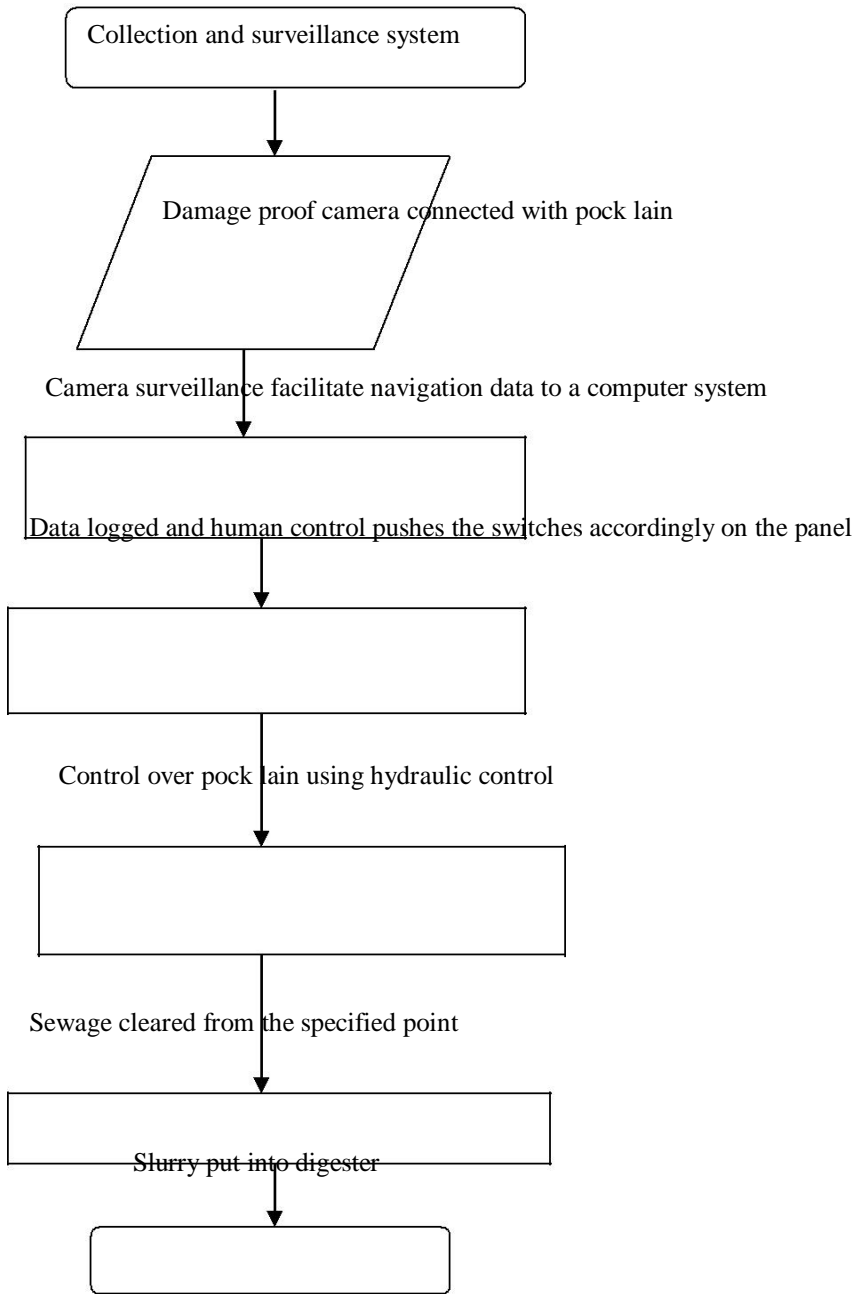 Collection and surveillance system
Damage proof camera connected with pock lain
Camera surveillance facilitate navigation data to a computer system
Data logged and human control pushes the switches accordingly on the panel
Control over pock lain using hydraulic control
Sewage cleared from the specified point
Slurry put into digester